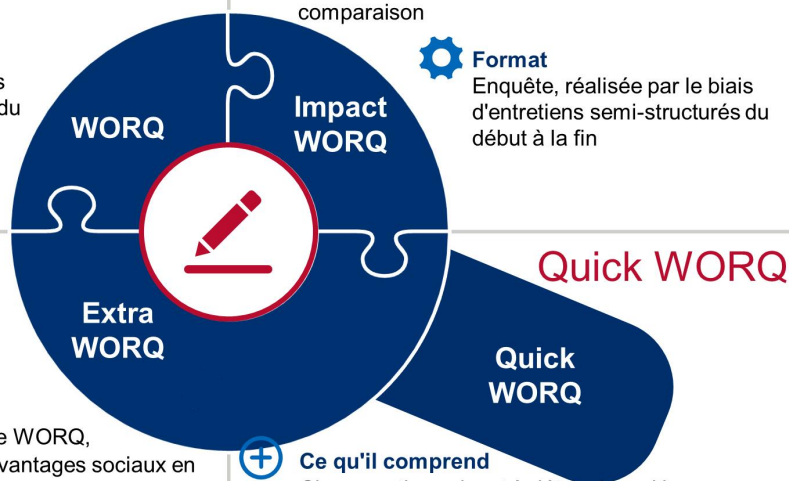 comparaison
Format
Enquête, réalisée par le biais
d'entretiens semi-structurés du
début à la fin
s
du
WORQ
Impact
WORQ
Quick WORQ
Extra
WORQ
Quick
WORQ
e WORQ,
vantages sociaux en
Ce qu'il comprend